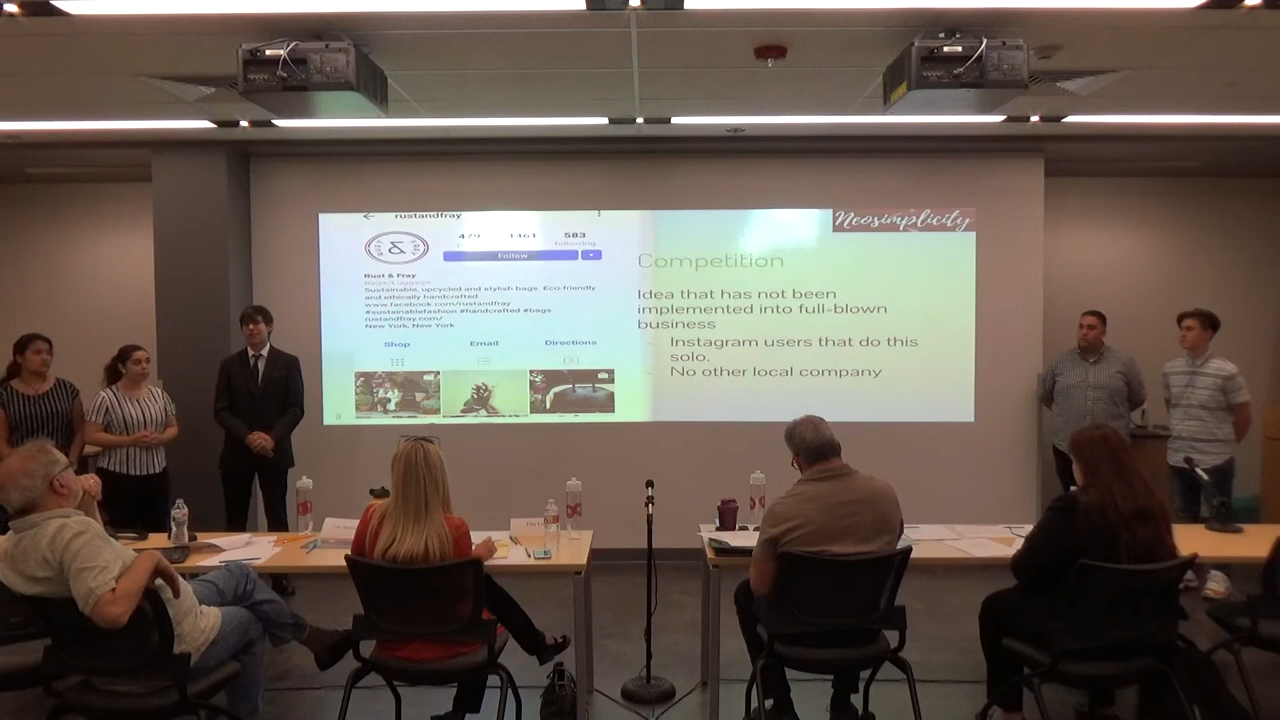 rustandfray
479 1461 583
following
Follow
Rust & Fray
Bags/Luggage
Sustainable, upcycled and stylish bags. Eco-friendly
and ethically handcrafted
www.facebook.com/rustandfray
#sustainablefashion #handcrafted #bags
rustandfray.com/
New York, New York
Shop Email Directions
Neosimplicity
Competition
Idea that has not been
implemented into full-blown
business
Instagram users that do this
solo.
No other local company